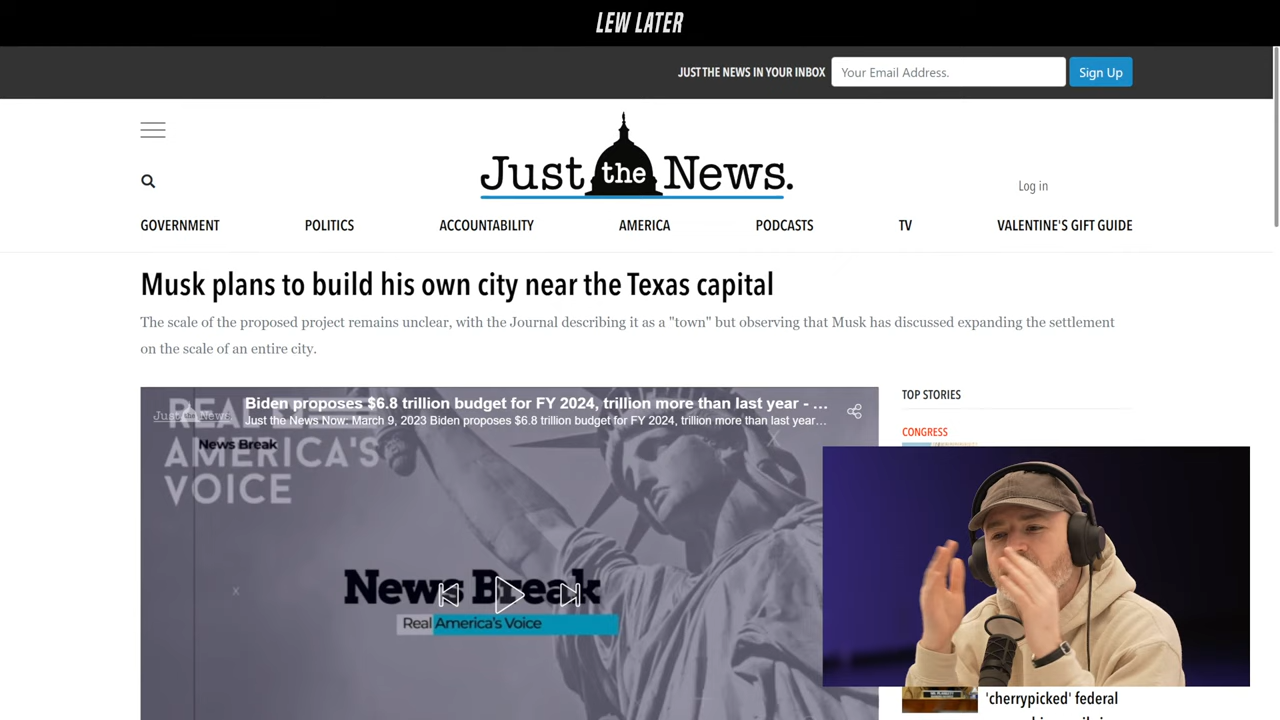 LEW LATER
JUST THE NEWS IN YOUR INBOX
Your Email Address.
Sign Up
Just the News.
Log in
GOVERNMENT
POLITICS
ACCOUNTABILITY
AMERICA
PODCASTS
TV
VALENTINE'S GIFT GUIDE
Musk plans to build his own city near the Texas capital
The scale of the proposed project remains unclear, with the Journal describing it as a "town" but observing that Musk has discussed expanding the settlement
on the scale of an entire city.
Just the News
Biden proposes $6.8 trillion budget for FY 2024, trillion more than last year - ...
Just the News Now: March 9, 2023 Biden proposes $6.8 trillion budget for FY 2024, trillion more than last year...
REAL
News Break
AMERICA'S
VOICE
News Break
Real America's Voice
TOP STORIES
CONGRESS
'cherrypicked' federal